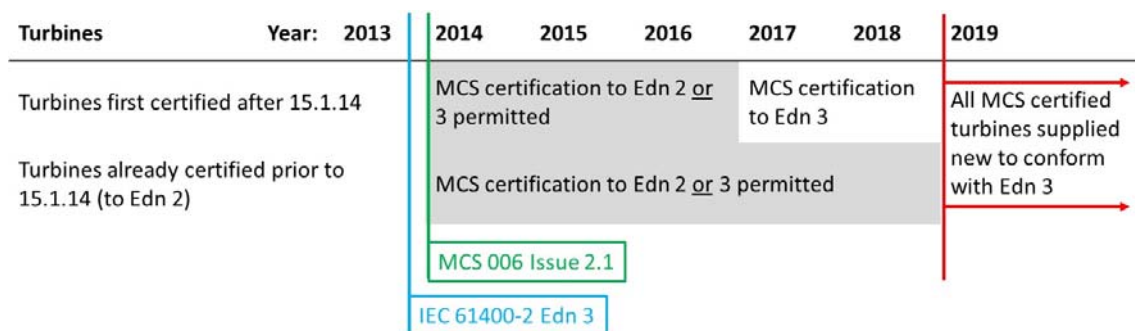 Turbines Year: 2013 2014 2015 2016 2017 2018 2019
Turbines first certified after 15.1.14
MCS certification to Edn 2 or
3 permitted
MCS certification
to Edn 3
All MCS certified
turbines supplied
new to conform
with Edn 3
Turbines already certified prior to
15.1.14 (to Edn 2)
MCS certification to Edn 2 or 3 permitted
MCS 006 Issue 2.1
IEC 61400-2 Edn 3